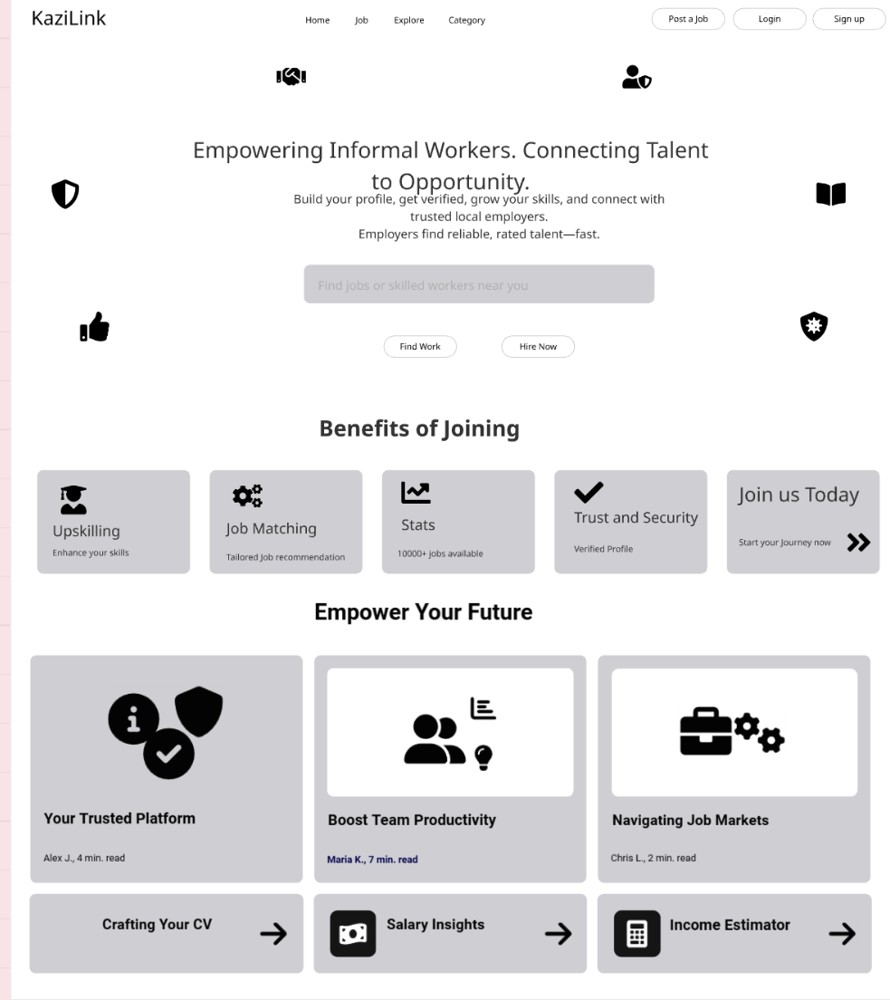 KaziLink
Home
Job
Explore
Category
Post a Job
Login
Sign up
Empowering Informal Workers. Connecting Talent
to Opportunity.
Build your profile, get verified, grow your skills, and connect with
trusted local employers.
Employers find reliable, rated talent—fast.
Find jobs or skilled workers near you
Find Work
Hire Now
Benefits of Joining
Upskilling
Enhance your skills
Job Matching
Tailored Job recommendation
Stats
10000+ jobs available
Trust and Security
Verified Profile
Join us Today
Start your Journey now
Empower Your Future
Your Trusted Platform
Alex J., 4 min. read
Boost Team Productivity
Maria K., 7 min. read
Navigating Job Markets
Chris L., 2 min. read
Crafting Your CV
Salary Insights
Income Estimator